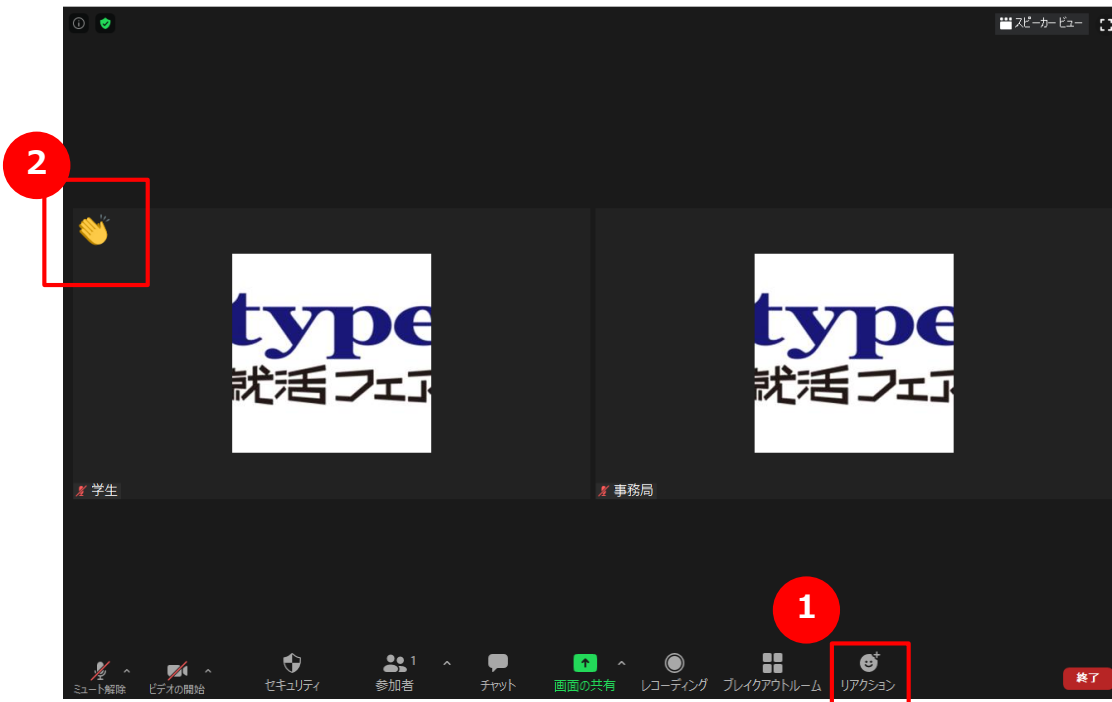 スピーカー ビュー
2
type
就活フェア
type
就活フェア
学生
事務局
1
ミュート解除
ビデオの開始
セキュリティ
参加者
1
チャット
画面の共有
レコーディング
ブレイクアウトルーム
リアクション
終了